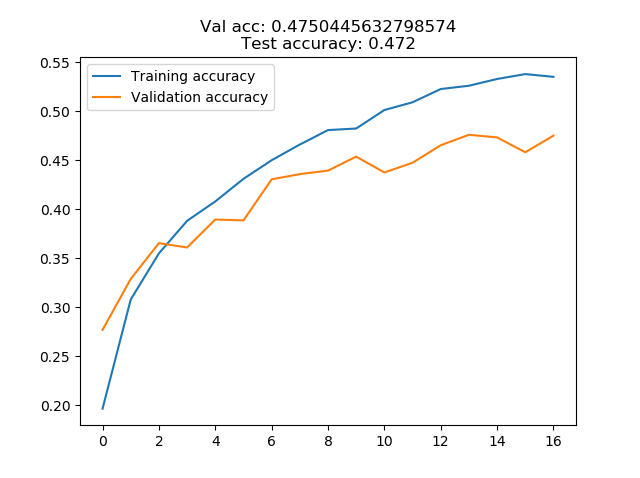 Val acc: 0.4750445632798574
Test accuracy: 0.472
Training accuracy
Validation accuracy
0.55
0.50
0.45
0.40
0.35
0.30
0.25
0.20
0 2 4 6 8 10 12 14 16